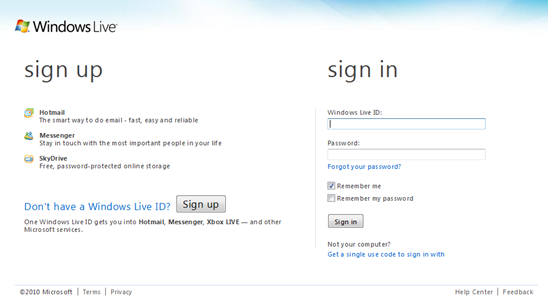 Windows Live
sign up
Hotmail
The smart way to do email - fast, easy and reliable
Messenger
Stay in touch with the most important people in your life
SkyDrive
Free, password-protected online storage
Don't have a Windows Live ID? Sign up
One Windows Live ID gets you into Hotmail, Messenger, Xbox LIVE — and other
Microsoft services.
sign in
Windows Live ID:
Password:
Forgot your password?
Remember me
Remember my password
Sign in
Not your computer?
Get a single use code to sign in with
©2010 Microsoft | Terms | Privacy
Help Center | Feedback